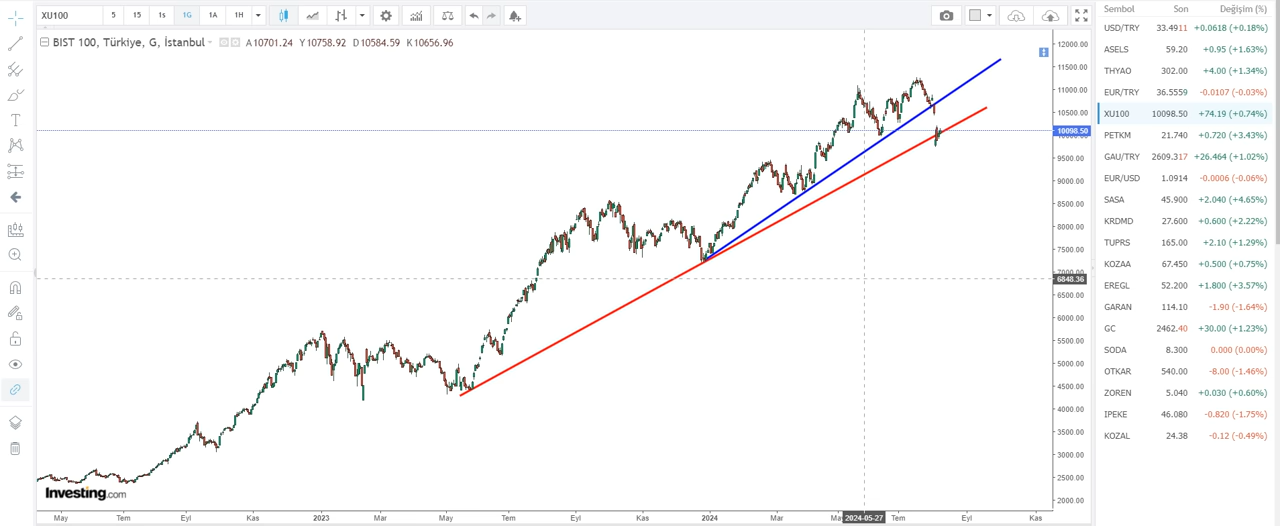 XU100 5 15 1s 1G 1A 1H
BIST 100, Türkiye, G, İstanbul A10701.24 Y10758.92 D10584.59 K10656.96
12000.00
11500.00
11000.00
10500.00
10098.50
10000.00
9500.00
9000.00
8500.00
8000.00
7500.00
7000.00
6848.36
6500.00
6000.00
5500.00
5000.00
4500.00
4000.00
3500.00
3000.00
2500.00
2000.00
Investing.com
May Tem Eyl Kas 2023 Mar May Tem Eyl Kas 2024 Mar Ma 2024-05-27 Tem Eyl Kas
Sembol Son Değişim (%)
USD/TRY 33.4911 +0.0618 (+0.18%)
ASELS 59.20 +0.95 (+1.63%)
THYAO 302.00 +4.00 (+1.34%)
EUR/TRY 36.5559 -0.0107 (-0.03%)
XU100 10098.50 +74.19 (+0.74%)
PETKM 21.740 +0.720 (+3.43%)
GAU/TRY 2609.317 +26.464 (+1.02%)
EUR/USD 1.0914 -0.0006 (-0.06%)
SASA 45.900 +2.040 (+4.65%)
KRDMD 27.600 +0.600 (+2.22%)
TUPRS 165.00 +2.10 (+1.29%)
KOZAA 67.450 +0.500 (+0.75%)
EREGL 52.200 +1.800 (+3.57%)
GARAN 114.10 -1.90 (-1.64%)
GC 2462.40 +30.00 (+1.23%)
SODA 8.300 0.000 (0.00%)
OTKAR 540.00 -8.00 (-1.46%)
ZOREN 5.040 +0.030 (+0.60%)
IPEKE 46.080 -0.820 (-1.75%)
KOZAL 24.38 -0.12 (-0.49%)